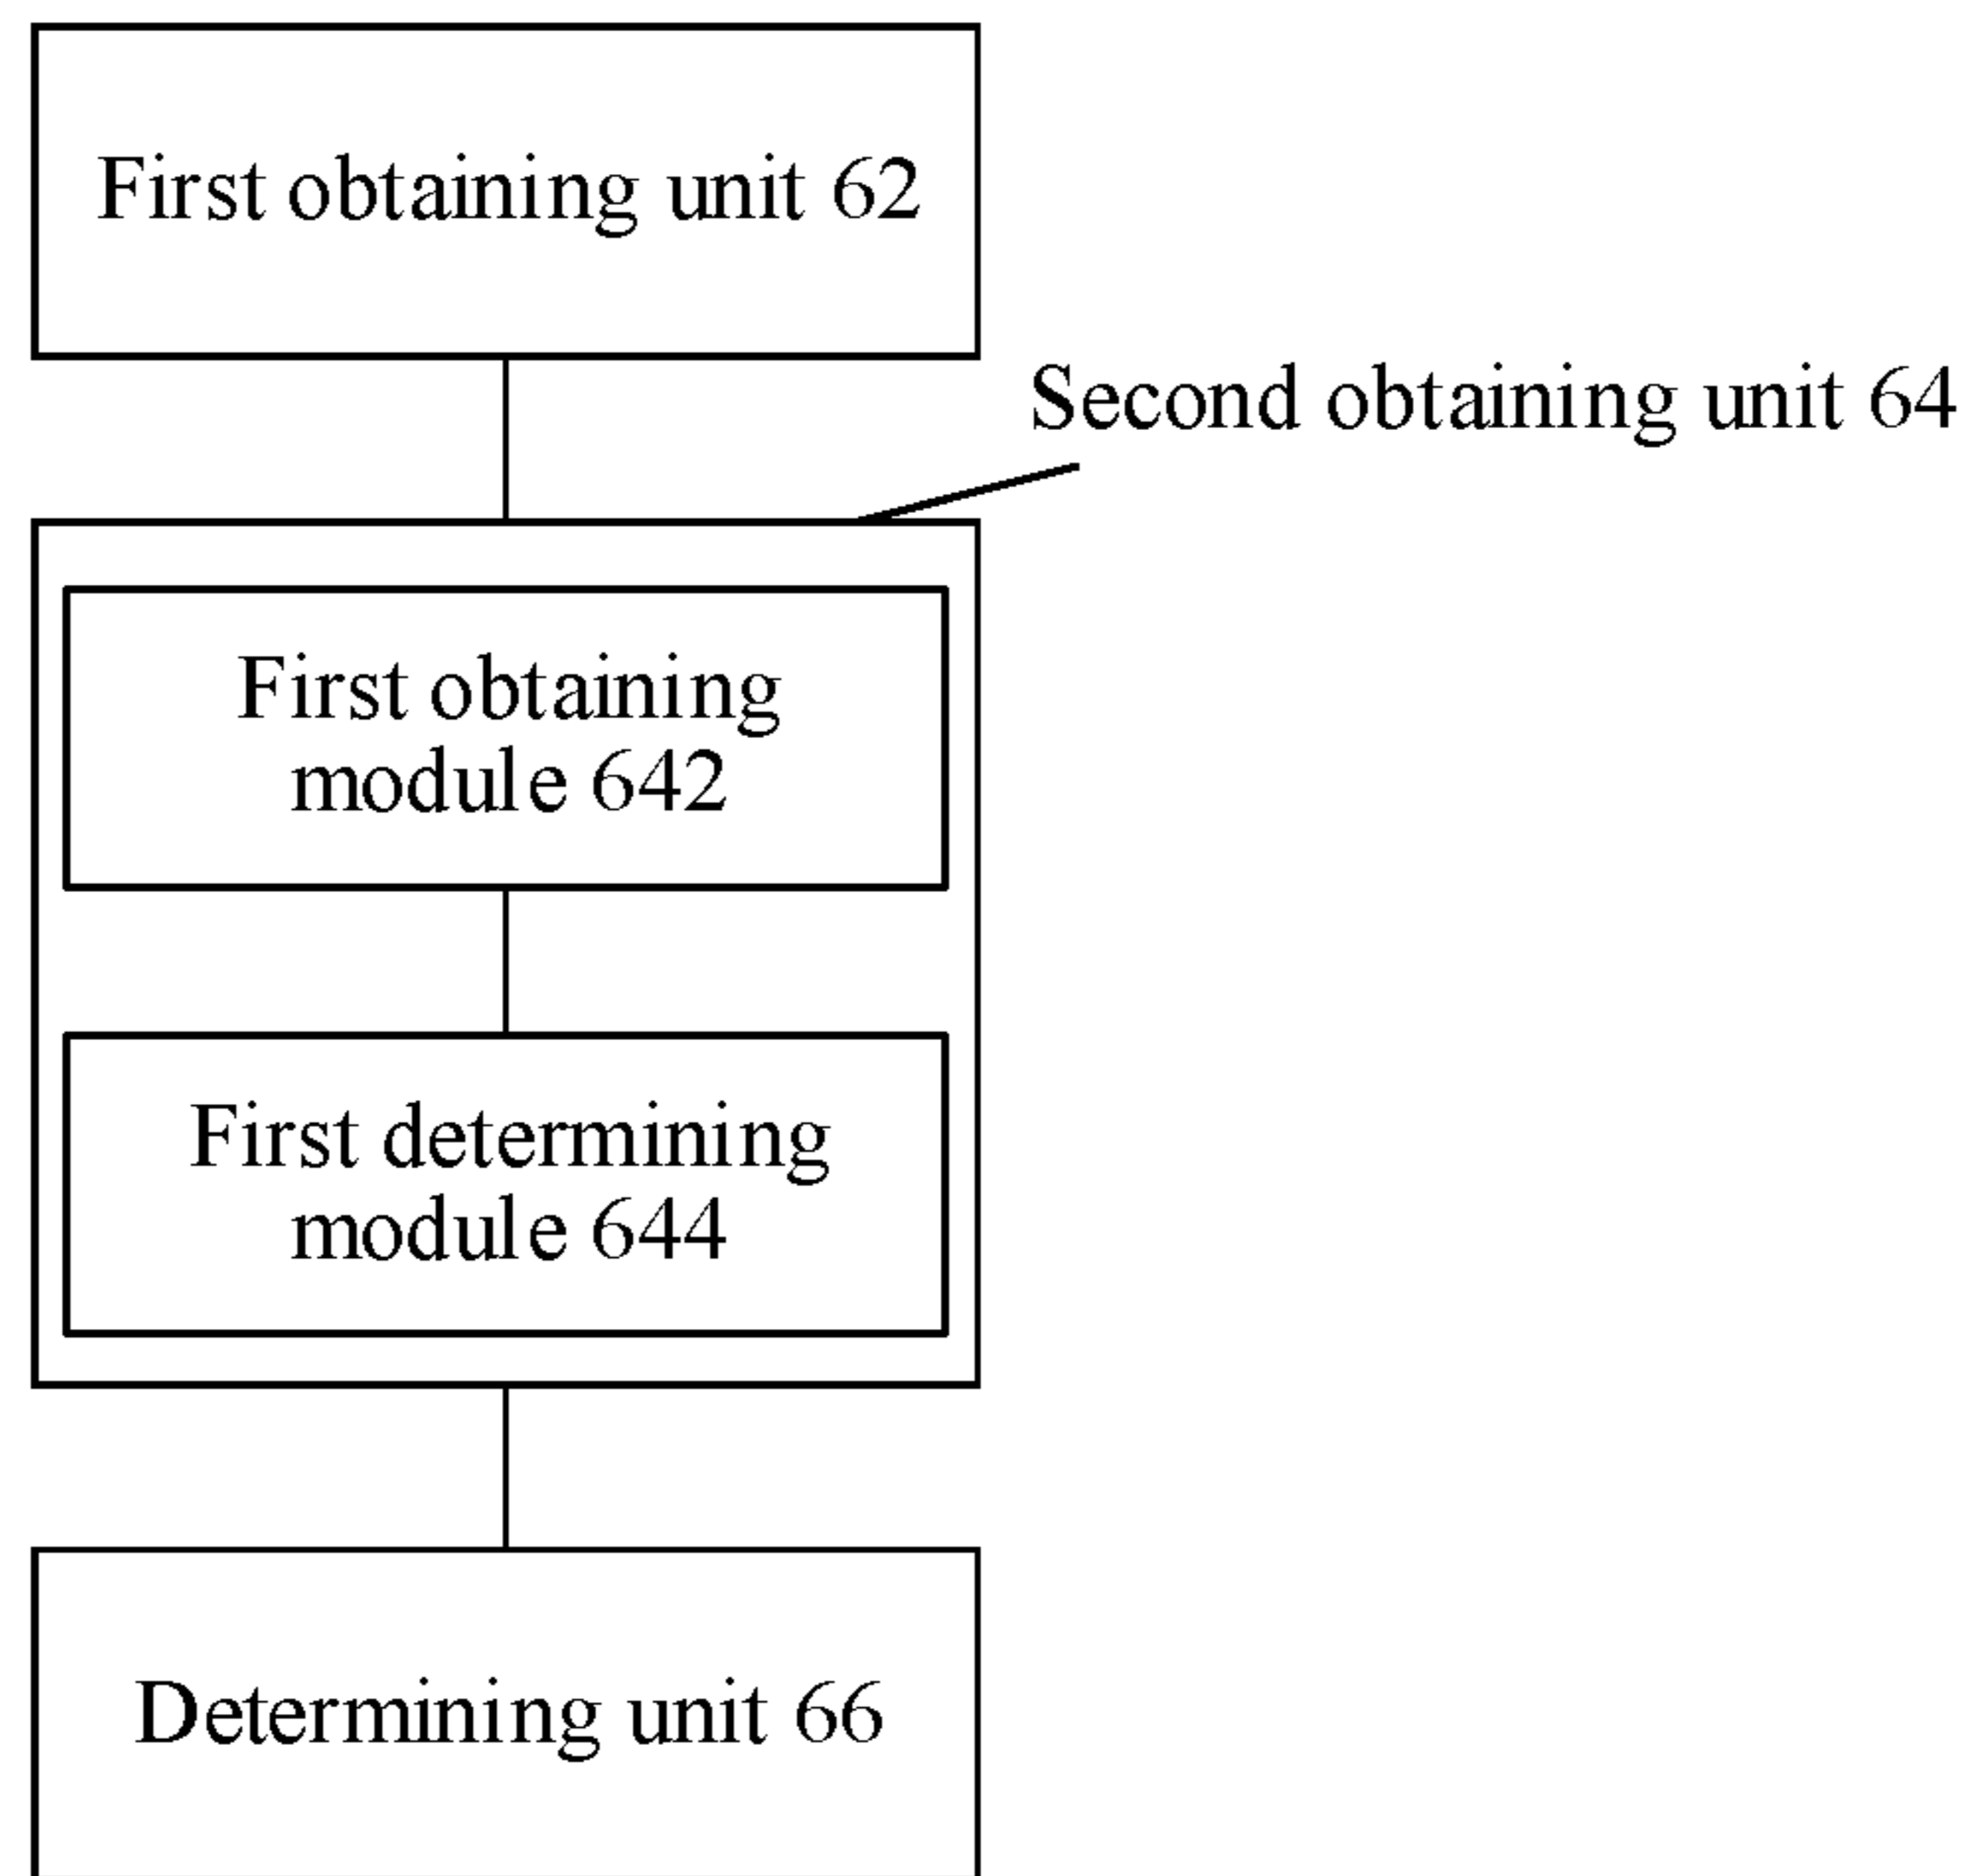 First obtaining unit 62
Second obtaining unit 64
First obtaining
module 642
First determining
module 644
Determining unit 66